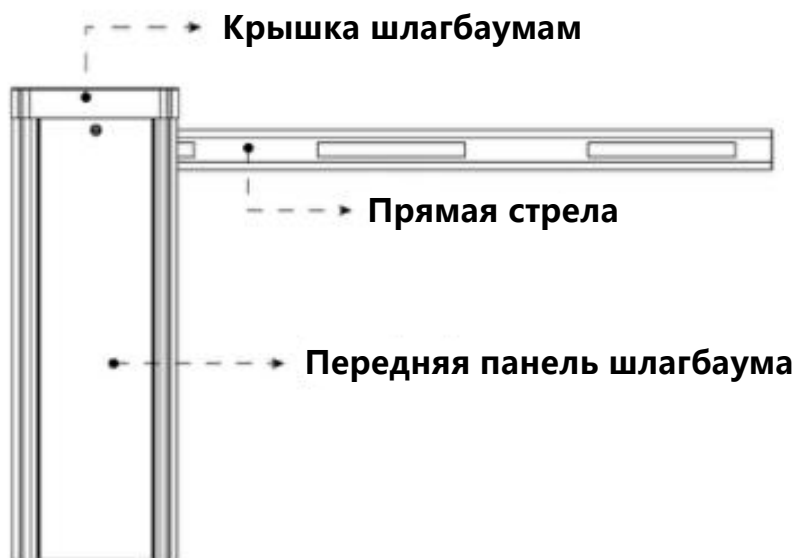 Крышка шлагбаумам
Прямая стрела
Передняя панель шлагбаума